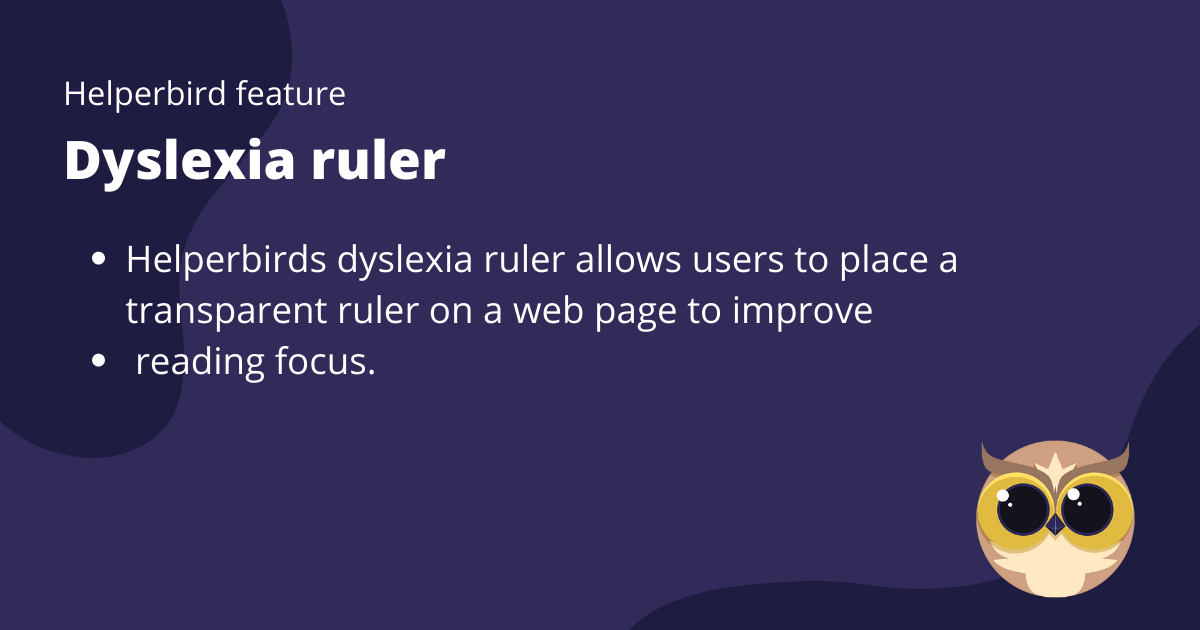 Helperbird feature
Dyslexia ruler
• Helperbirds dyslexia ruler allows users to place a
transparent ruler on a web page to improve
• reading focus.